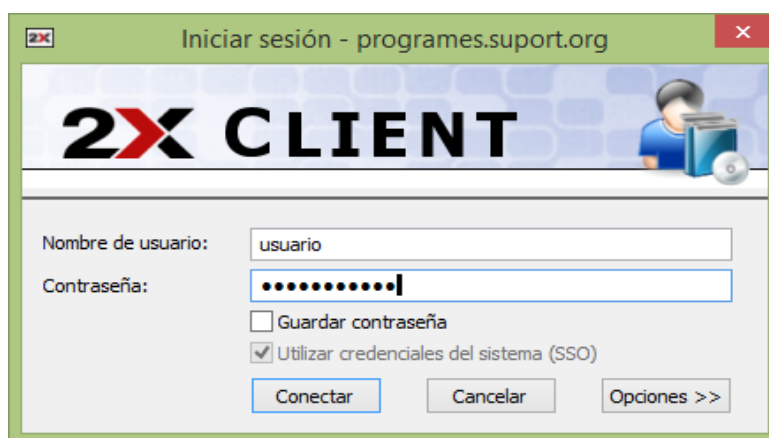 2X Iniciar sesión - programes.suport.org
2X CLIENT
Nombre de usuario: usuario
Contraseña: •••••••••••
Guardar contraseña
Utilizar credenciales del sistema (SSO)
Conectar Cancelar Opciones >>